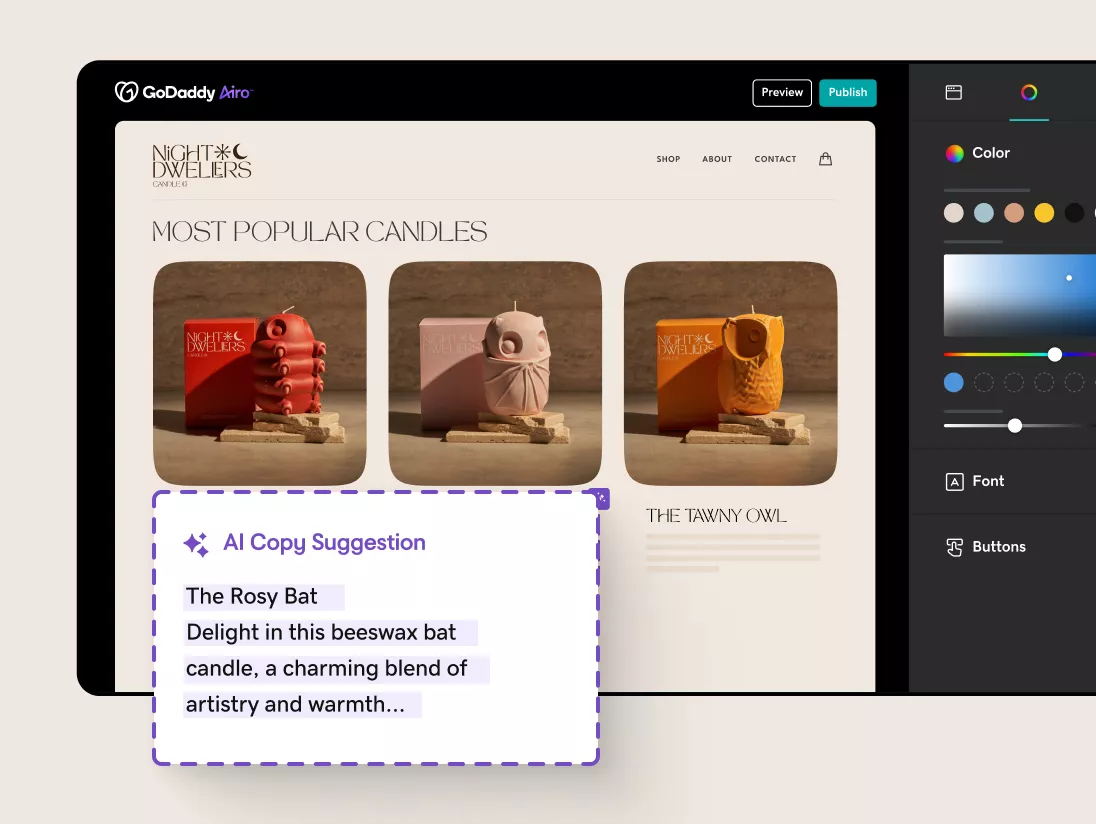 GoDaddy Airo™
Preview
Publish
NIGHT
DWELLERS
CANDLE CO
SHOP
ABOUT
CONTACT
MOST POPULAR CANDLES
NIGHT
DWELLERS
NIGHT
DWELLERS
NIGHT
DWELLERS
THE TAWNY OWL
AI Copy Suggestion
The Rosy Bat
Delight in this beeswax bat
candle, a charming blend of
artistry and warmth...
Color
A Font
Buttons